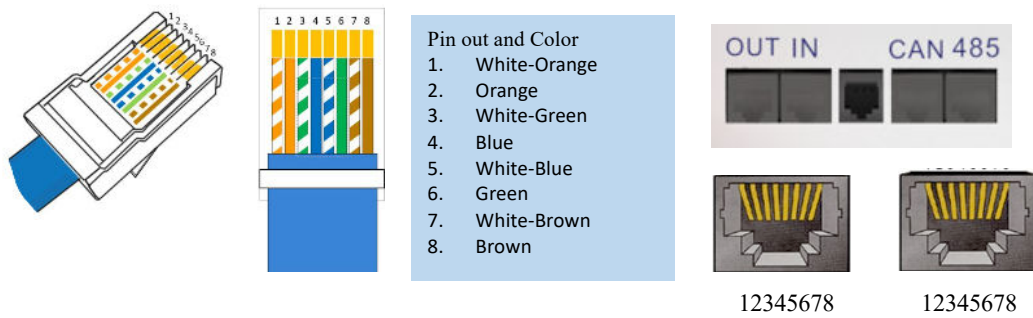 12345678
1 2 3 4 5 6 7 8
Pin out and Color
1. White-Orange
2. Orange
3. White-Green
4. Blue
5. White-Blue
6. Green
7. White-Brown
8. Brown
OUT IN CAN 485
12345678 12345678